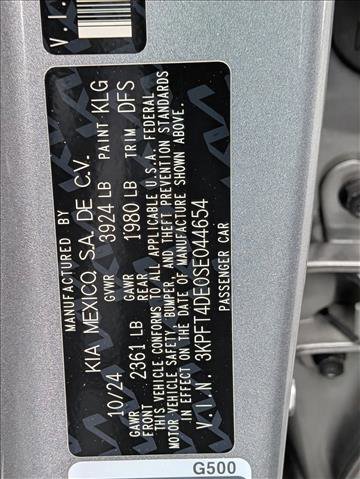 V.I.
MANUFACTURED BY
KIA MEXICO, S.A. DE C.V.
10/24 GVWR 3924 LB PAINT KLG
GAWR FRONT 2361 LB GAWR REAR 1980 LB TRIM DFS
THIS VEHICLE CONFORMS TO ALL APPLICABLE U.S.A. FEDERAL
MOTOR VEHICLE SAFETY, BUMPER, AND THEFT PREVENTION STANDARDS
IN EFFECT ON THE DATE OF MANUFACTURE SHOWN ABOVE.
V.I.N. 3KPFT4DE0SE044654
PASSENGER CAR
G500